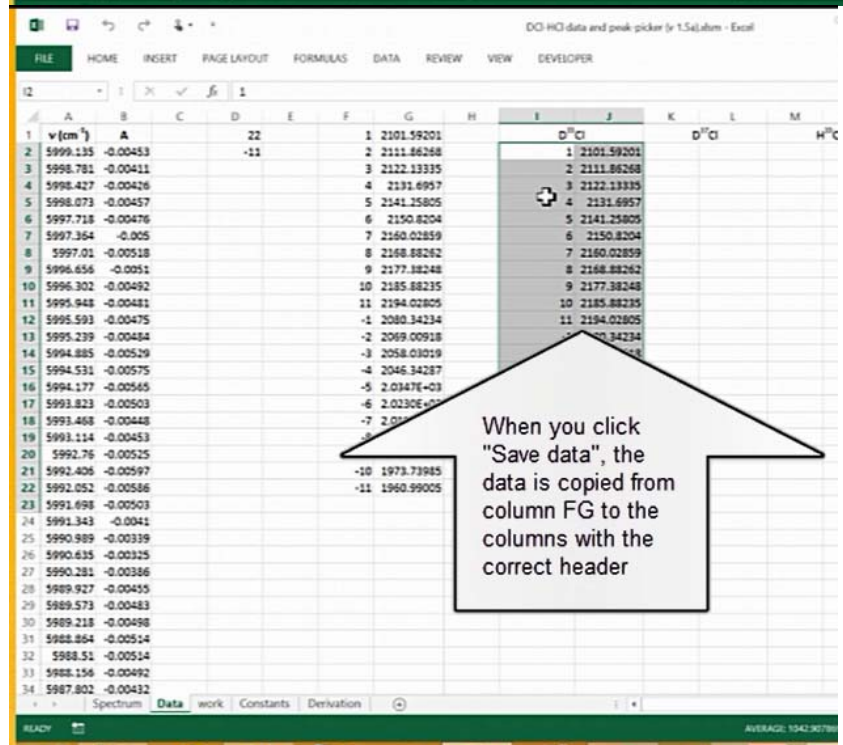 DCl-HCl data and peak-picker (v 1.5a).xlsm - Excel
FILE HOME INSERT PAGE LAYOUT FORMULAS DATA REVIEW VIEW DEVELOPER
I2 fx 1
A B C D E F G H I J K L M
1 ν (cm⁻¹) A 22 1 2101.59201 Cl Cl
2 5999.135 -0.00453 -11 2 2111.86268 1 2101.59201
3 5998.781 -0.00411 3 2122.13335 2 2111.86268
4 5998.427 -0.00426 4 2131.6957 3 2122.13335
5 5998.073 -0.00457 5 2141.25805 4 2131.6957
6 5997.718 -0.00476 6 2150.8204 5 2141.25805
7 5997.364 -0.005 7 2160.02859 6 2150.8204
8 5997.01 -0.00518 8 2168.88262 7 2160.02859
9 5996.656 -0.0051 9 2177.38248 8 2168.88262
10 5996.302 -0.00492 10 2185.88235 9 2177.38248
11 5995.948 -0.00481 11 2194.02805 10 2185.88235
12 5995.593 -0.00475 -1 2080.34234 11 2194.02805
13 5995.239 -0.00484 -2 2069.00918
14 5994.885 -0.00529 -3 2058.03019
15 5994.531 -0.00575 -4 2046.34287
16 5994.177 -0.00565 -5 2.0347E+03
17 5993.823 -0.00503 -6
18 5993.468 -0.00448 -7
19 5993.114 -0.00453
20 5992.76 -0.00525
21 5992.406 -0.00597 -10 1973.73985
22 5992.052 -0.00586 -11 1960.99005
23 5991.698 -0.00503
24 5991.343 -0.0041
25 5990.989 -0.00339
26 5990.635 -0.00325
27 5990.281 -0.00386
28 5989.927 -0.00455
29 5989.573 -0.00483
30 5989.218 -0.00498
31 5988.864 -0.00514
32 5988.51 -0.00514
33 5988.156 -0.00492
34 5987.802 -0.00432
When you click
"Save data", the
data is copied from
column FG to the
columns with the
correct header
Spectrum Data work Constants Derivation
READY